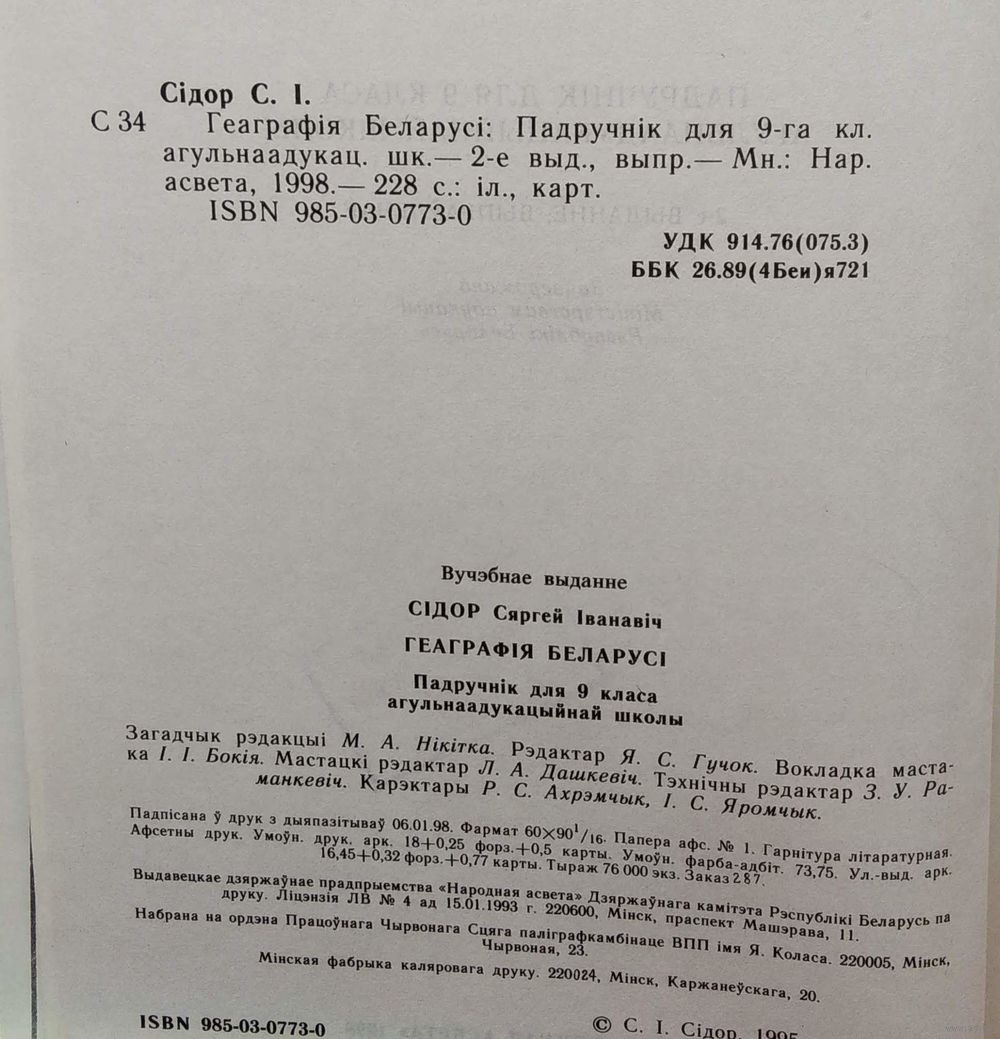 Сідор С. І.
С 34 Геаграфія Беларусі: Падручнік для 9-га кл.
агульнаадукац. шк.— 2-е выд., выпр.— Мн.: Нар.
асвета, 1998.— 228 с.: іл., карт.
ISBN 985-03-0773-0
УДК 914.76(075.3)
ББК 26.89(4Беи)я721
Вучэбнае выданне
СІДОР Сяргей Іванавіч
ГЕАГРАФІЯ БЕЛАРУСІ
Падручнік для 9 класа
агульнаадукацыйнай школы
Загадчык рэдакцыі М. А. Нікітка. Рэдактар Я. С. Гучок. Вокладка маста-
ка І. І. Бокія. Мастацкі рэдактар Л. А. Дашкевіч. Тэхнічны рэдактар З. У. Ра-
манкевіч. Карэктары Р. С. Ахрэмчык, І. С. Яромчык.
Падпісана ў друк з дыяпазітываў 06.01.98. Фармат 60×90¹/₁₆. Папера афс. № 1. Гарнітура літаратурная.
Афсетны друк. Умоўн. друк. арк. 18+0,25 форз.+0,5 карты. Умоўн. фарба-адбіт. 73,75. Ул.-выд. арк.
16,45+0,32 форз.+0,77 карты. Тыраж 76 000 экз. Заказ 287.
Выдавецкае дзяржаўнае прадпрыемства «Народная асвета» Дзяржаўнага камітэта Рэспублікі Беларусь па
друку. Ліцэнзія ЛВ № 4 ад 15.01.1993 г. 220600, Мінск, праспект Машэрава, 11.
Набрана на ордэна Працоўнага Чырвонага Сцяга паліграфкамбінаце ВПП імя Я. Коласа. 220005, Мінск,
Чырвоная, 23.
Мінская фабрыка каляровага друку. 220024, Мінск, Каржанеўскага, 20.
ISBN 985-03-0773-0 © С. І. Сідор, 1995